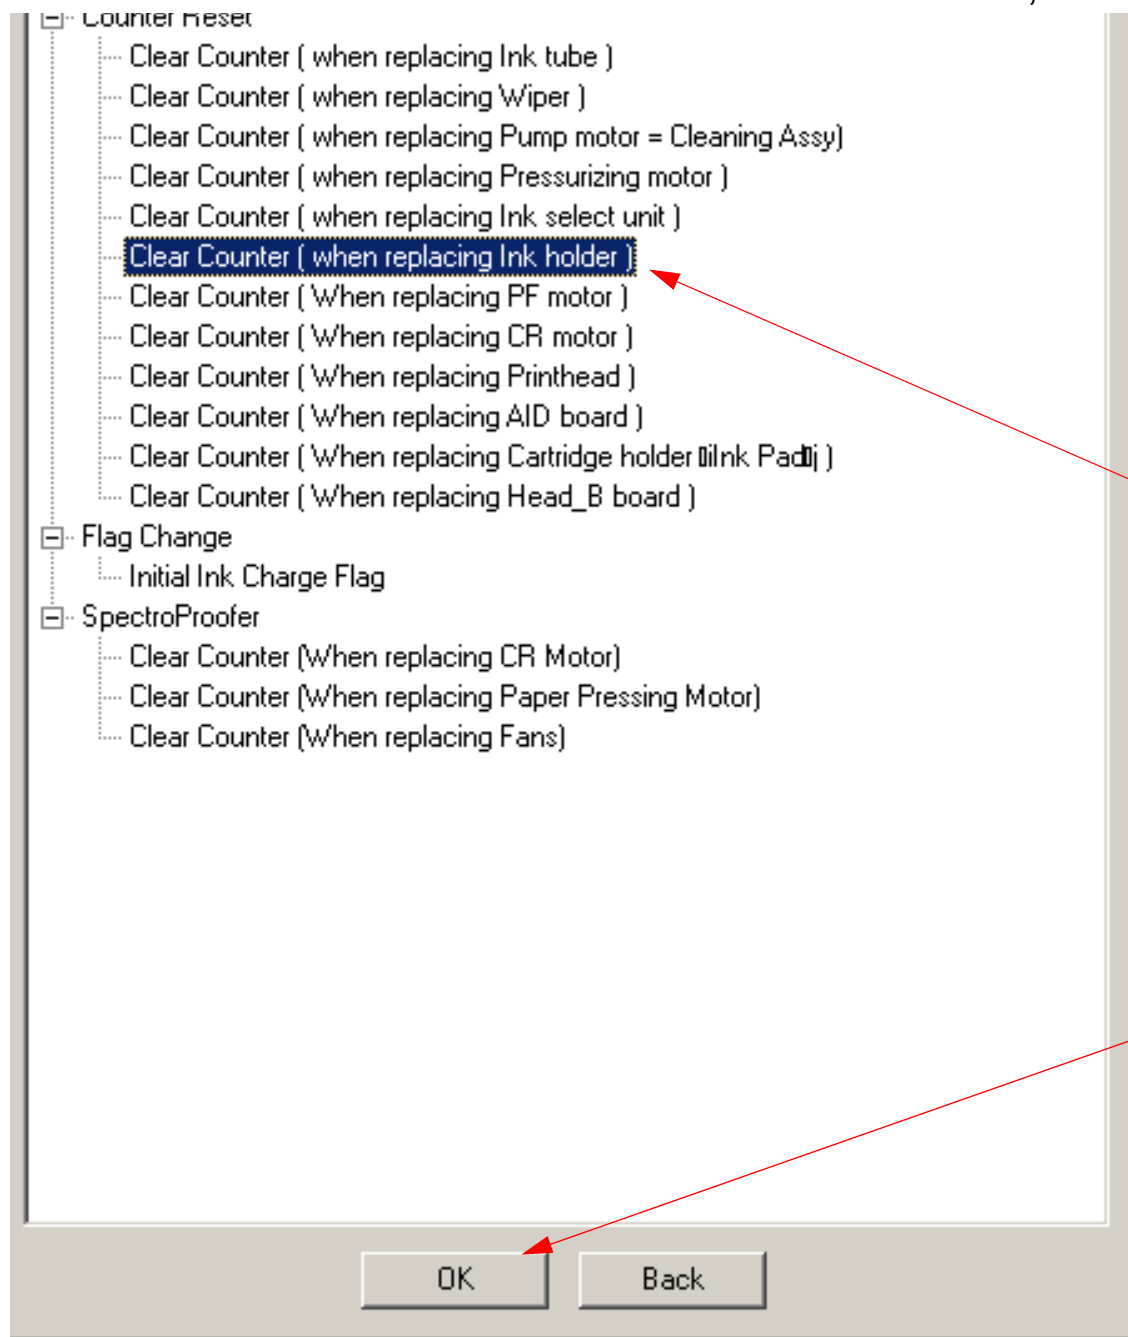 Counter Reset
Clear Counter ( when replacing Ink tube )
Clear Counter ( when replacing Wiper )
Clear Counter ( when replacing Pump motor = Cleaning Assy)
Clear Counter ( when replacing Pressurizing motor )
Clear Counter ( when replacing Ink select unit )
Clear Counter ( when replacing Ink holder )
Clear Counter ( When replacing PF motor )
Clear Counter ( When replacing CR motor )
Clear Counter ( When replacing Printhead )
Clear Counter ( When replacing AID board )
Clear Counter ( When replacing Cartridge holder ▯iInk Pad▯j )
Clear Counter ( When replacing Head_B board )
Flag Change
Initial Ink Charge Flag
SpectroProofer
Clear Counter (When replacing CR Motor)
Clear Counter (When replacing Paper Pressing Motor)
Clear Counter (When replacing Fans)
OK Back